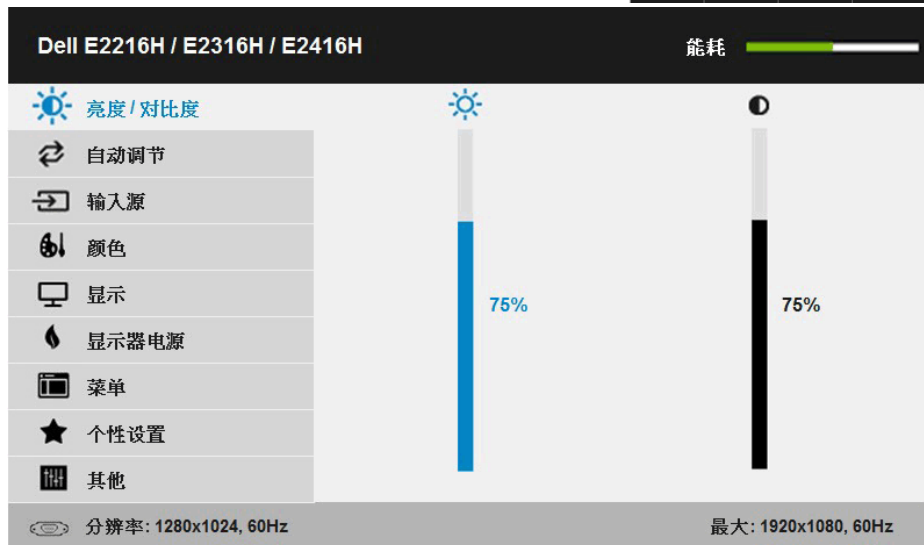 Dell E2216H / E2316H / E2416H
能耗
亮度 / 对比度
自动调节
输入源
颜色
显示
显示器电源
菜单
个性设置
其他
75%
75%
分辨率: 1280x1024, 60Hz
最大: 1920x1080, 60Hz